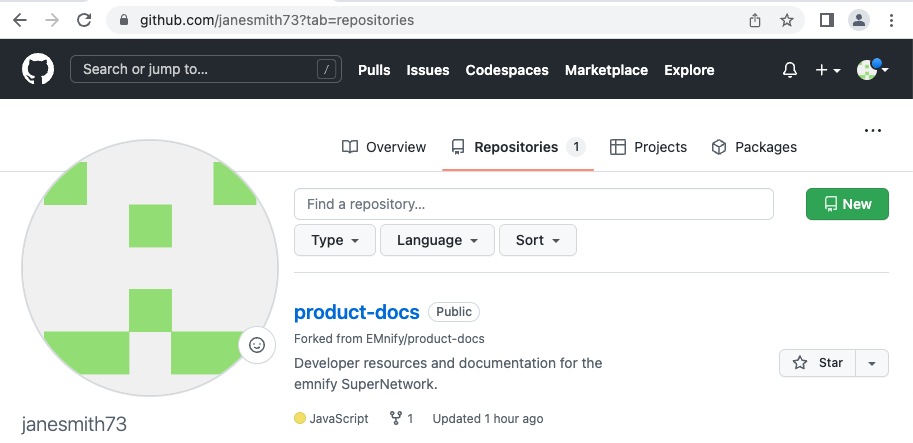 github.com/janesmith73?tab=repositories
Search or jump to... / Pulls Issues Codespaces Marketplace Explore
Overview Repositories 1 Projects Packages
Find a repository... New
Type Language Sort
product-docs Public
Forked from EMnify/product-docs
Developer resources and documentation for the
emnify SuperNetwork.
Star
JavaScript 1 Updated 1 hour ago
janesmith73